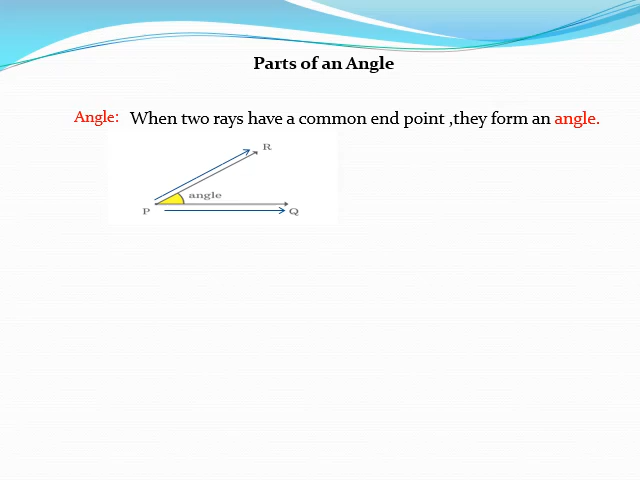 Parts of an Angle
Angle: When two rays have a common end point ,they form an angle.
R
angle
P
Q